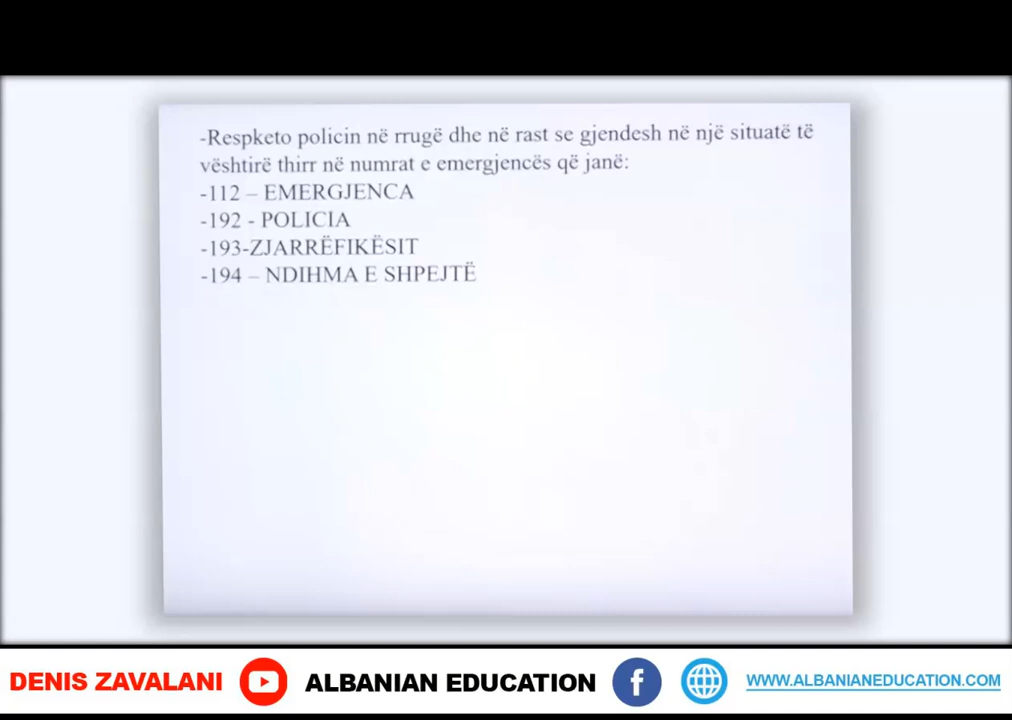 -Respketo policin në rrugë dhe në rast se gjendesh në një situatë të
vështirë thirr në numrat e emergjencës që janë:
-112 – EMERGJENCA
-192 - POLICIA
-193-ZJARRËFIKËSIT
-194 – NDIHMA E SHPEJTË
DENIS ZAVALANI ALBANIAN EDUCATION WWW.ALBANIANEDUCATION.COM